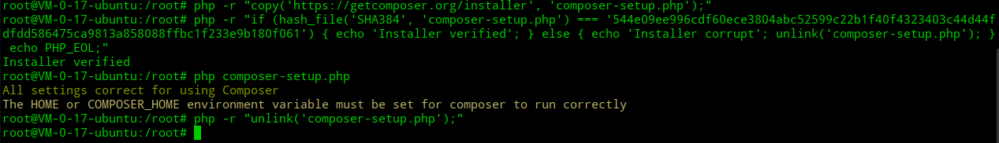 root@VM-0-17-ubuntu:/root# php -r "copy('https://getcomposer.org/installer', 'composer-setup.php');"
root@VM-0-17-ubuntu:/root# php -r "if (hash_file('SHA384', 'composer-setup.php') === '544e09ee996cdf60ece3804abc52599c22b1f40f4323403c44d44f
dfdd586475ca9813a858088ffbc1f233e9b180f061') { echo 'Installer verified'; } else { echo 'Installer corrupt'; unlink('composer-setup.php'); }
 echo PHP_EOL;"
Installer verified
root@VM-0-17-ubuntu:/root# php composer-setup.php
All settings correct for using Composer
The HOME or COMPOSER_HOME environment variable must be set for composer to run correctly
root@VM-0-17-ubuntu:/root# php -r "unlink('composer-setup.php');"
root@VM-0-17-ubuntu:/root#